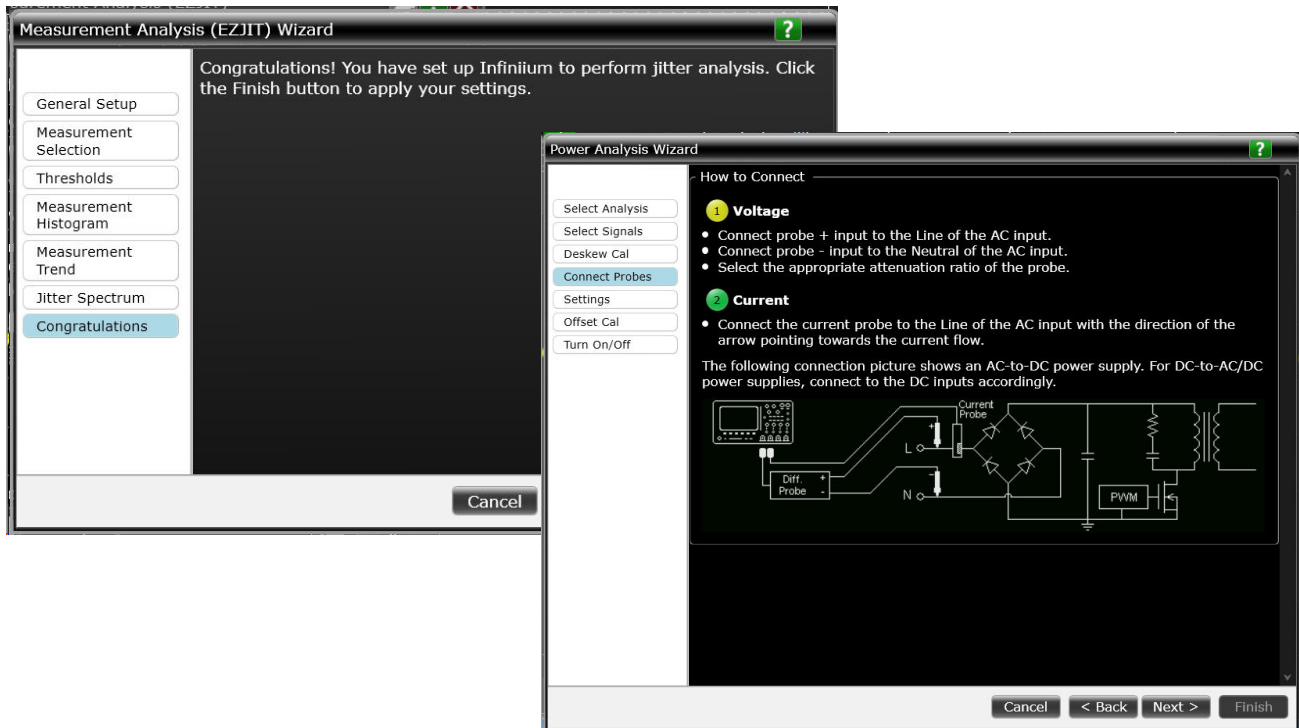 Measurement Analysis (EZJIT) Wizard
?
General Setup
Measurement
Selection
Thresholds
Measurement
Histogram
Measurement
Trend
Jitter Spectrum
Congratulations
Congratulations! You have set up Infiniium to perform jitter analysis. Click
the Finish button to apply your settings.
Cancel
Power Analysis Wizard
?
Select Analysis
Select Signals
Deskew Cal
Connect Probes
Settings
Offset Cal
Turn On/Off
How to Connect
1 Voltage
• Connect probe + input to the Line of the AC input.
• Connect probe - input to the Neutral of the AC input.
• Select the appropriate attenuation ratio of the probe.
2 Current
• Connect the current probe to the Line of the AC input with the direction of the
arrow pointing towards the current flow.
The following connection picture shows an AC-to-DC power supply. For DC-to-AC/DC
power supplies, connect to the DC inputs accordingly.
Current
Probe
+
L
Diff. +
Probe -
-
N
PWM
Cancel
< Back
Next >
Finish